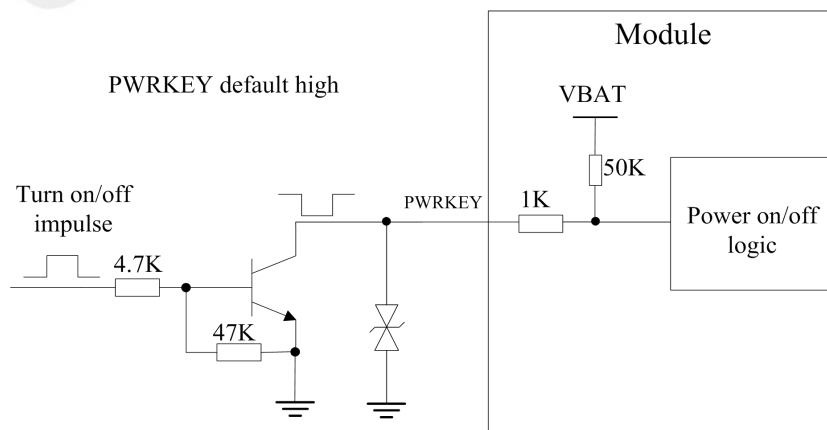 Module
PWRKEY default high
VBAT
50K
Turn on/off
impulse
PWRKEY
1K
Power on/off
logic
4.7K
47K